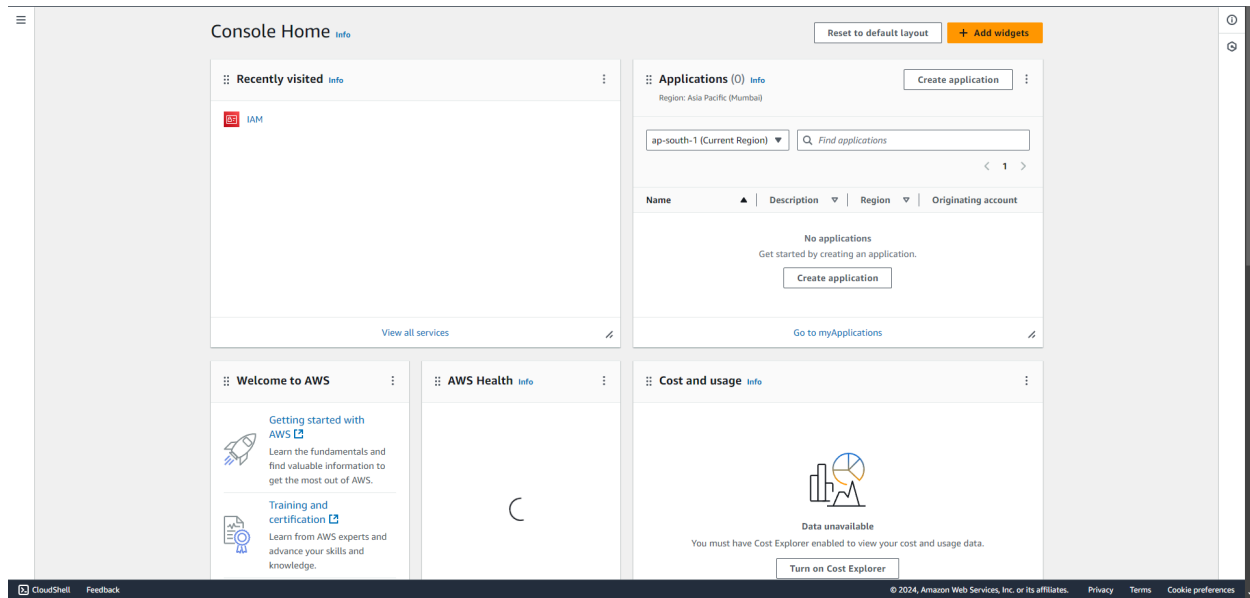 Console Home Info
Reset to default layout
+ Add widgets
Recently visited Info
IAM
View all services
Applications (0) Info
Region: Asia Pacific (Mumbai)
Create application
ap-south-1 (Current Region)
Find applications
1
Name Description Region Originating account
No applications
Get started by creating an application.
Create application
Go to myApplications
Welcome to AWS
Getting started with
AWS
Learn the fundamentals and
find valuable information to
get the most out of AWS.
Training and
certification
Learn from AWS experts and
advance your skills and
knowledge.
AWS Health Info
Cost and usage Info
Data unavailable
You must have Cost Explorer enabled to view your cost and usage data.
Turn on Cost Explorer
CloudShell Feedback
© 2024, Amazon Web Services, Inc. or its affiliates. Privacy Terms Cookie preferences